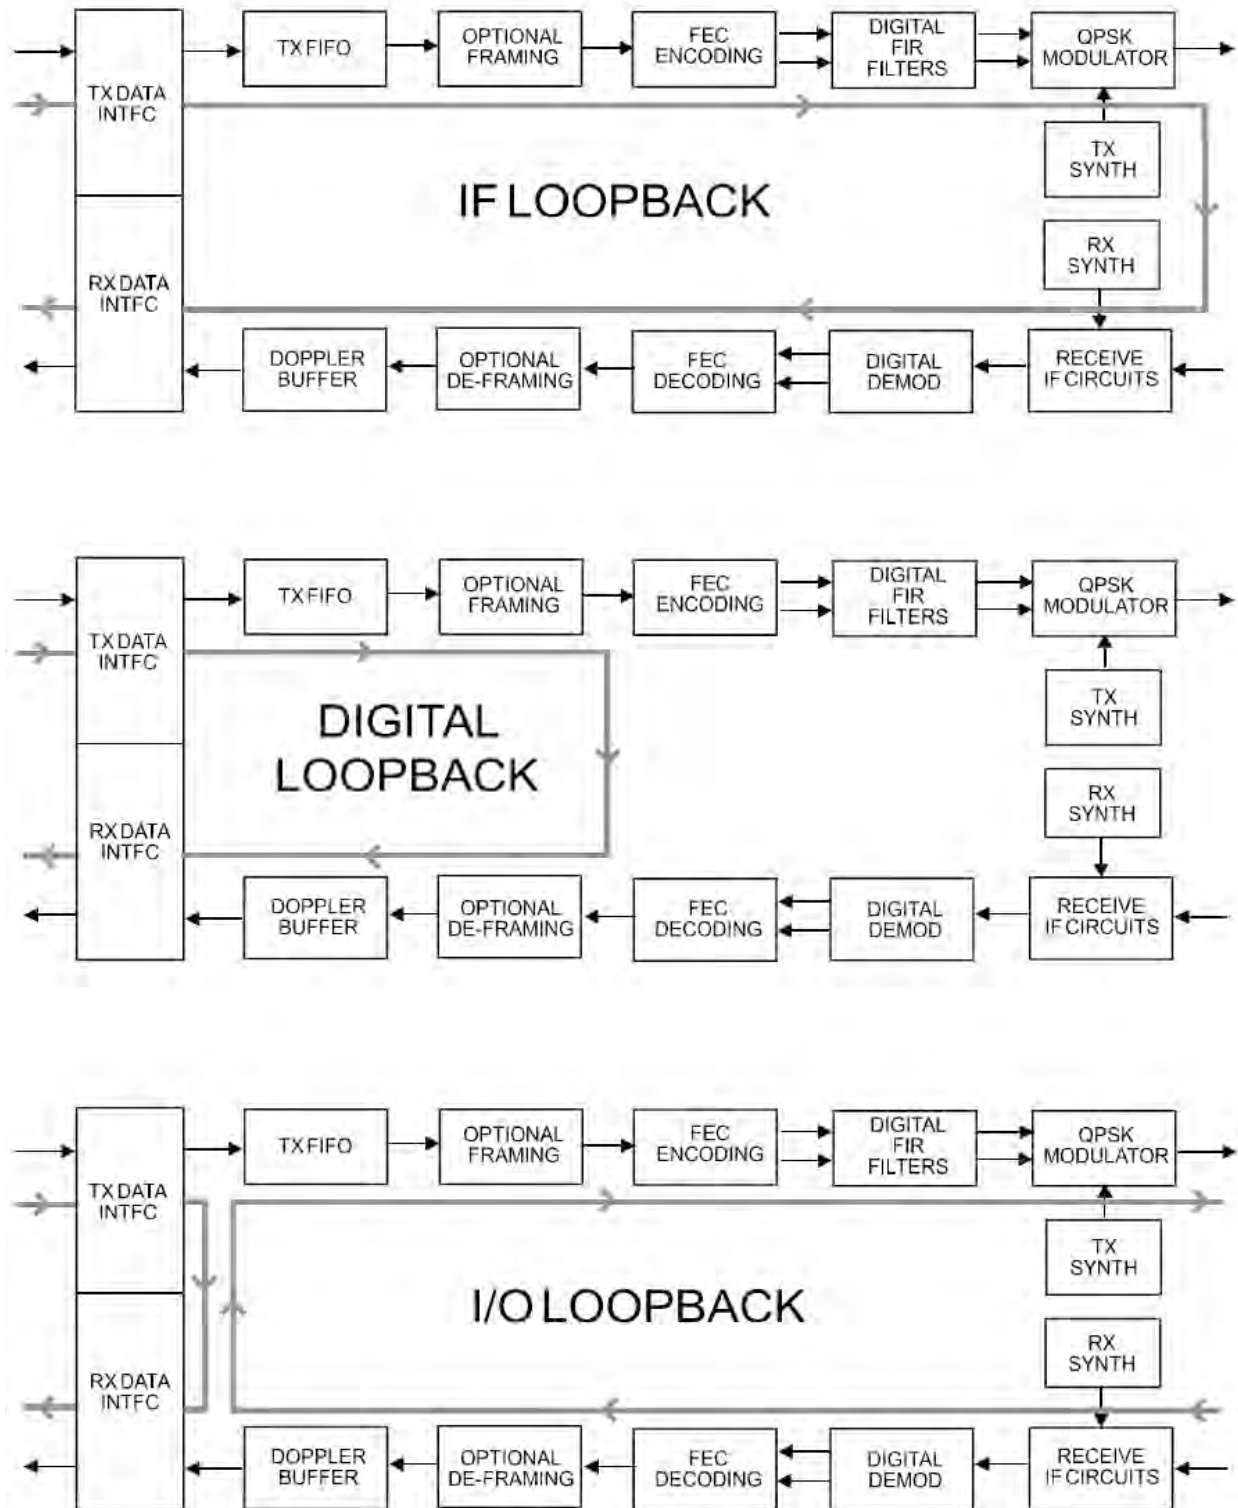 TX DATA
INTFC
TX FIFO
OPTIONAL
FRAMING
FEC
ENCODING
DIGITAL
FIR
FILTERS
QPSK
MODULATOR
TX
SYNTH
IF LOOPBACK
RX
SYNTH
RX DATA
INTFC
DOPPLER
BUFFER
OPTIONAL
DE-FRAMING
FEC
DECODING
DIGITAL
DEMOD
RECEIVE
IF CIRCUITS
TX DATA
INTFC
TX FIFO
OPTIONAL
FRAMING
FEC
ENCODING
DIGITAL
FIR
FILTERS
QPSK
MODULATOR
TX
SYNTH
DIGITAL
LOOPBACK
RX
SYNTH
RX DATA
INTFC
DOPPLER
BUFFER
OPTIONAL
DE-FRAMING
FEC
DECODING
DIGITAL
DEMOD
RECEIVE
IF CIRCUITS
TX DATA
INTFC
TX FIFO
OPTIONAL
FRAMING
FEC
ENCODING
DIGITAL
FIR
FILTERS
QPSK
MODULATOR
TX
SYNTH
I/O LOOPBACK
RX
SYNTH
RX DATA
INTFC
DOPPLER
BUFFER
OPTIONAL
DE-FRAMING
FEC
DECODING
DIGITAL
DEMOD
RECEIVE
IF CIRCUITS